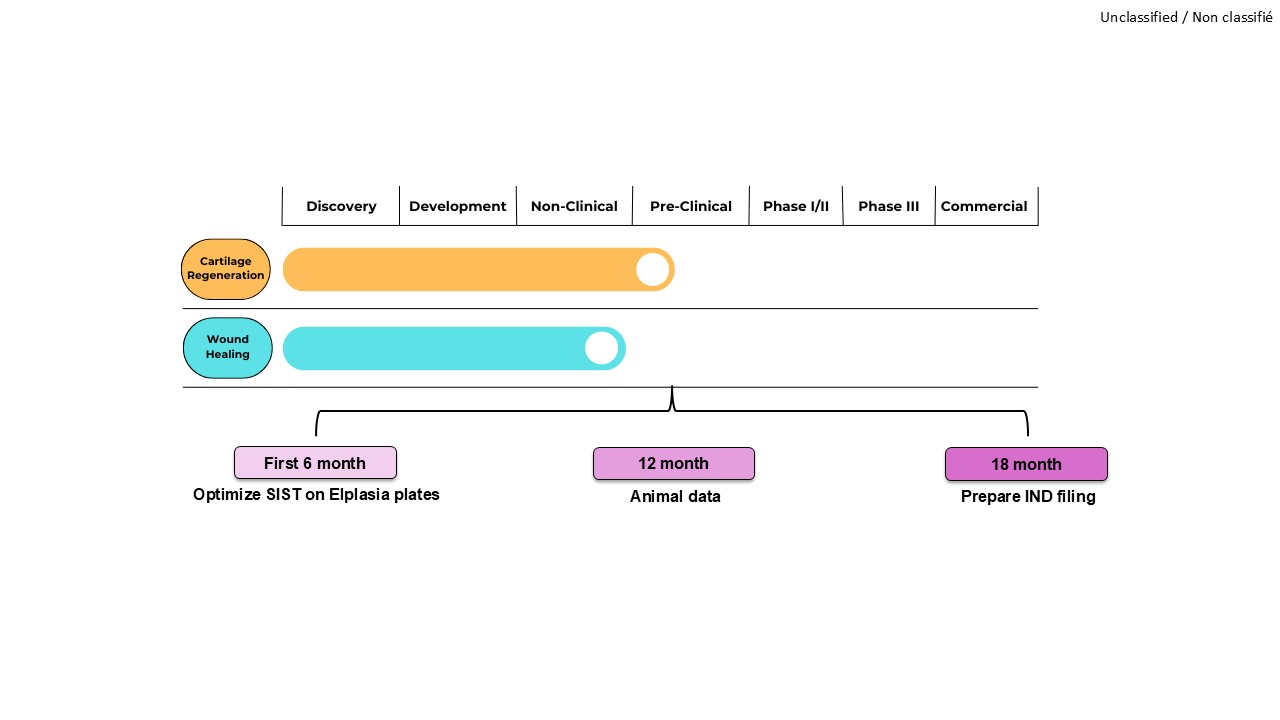 Unclassified / Non classifié
Discovery Development Non-Clinical Pre-Clinical Phase I/II Phase III Commercial
Cartilage
Regeneration
Wound
Healing
First 6 month 12 month 18 month
Optimize SIST on Elplasia plates Animal data Prepare IND filing